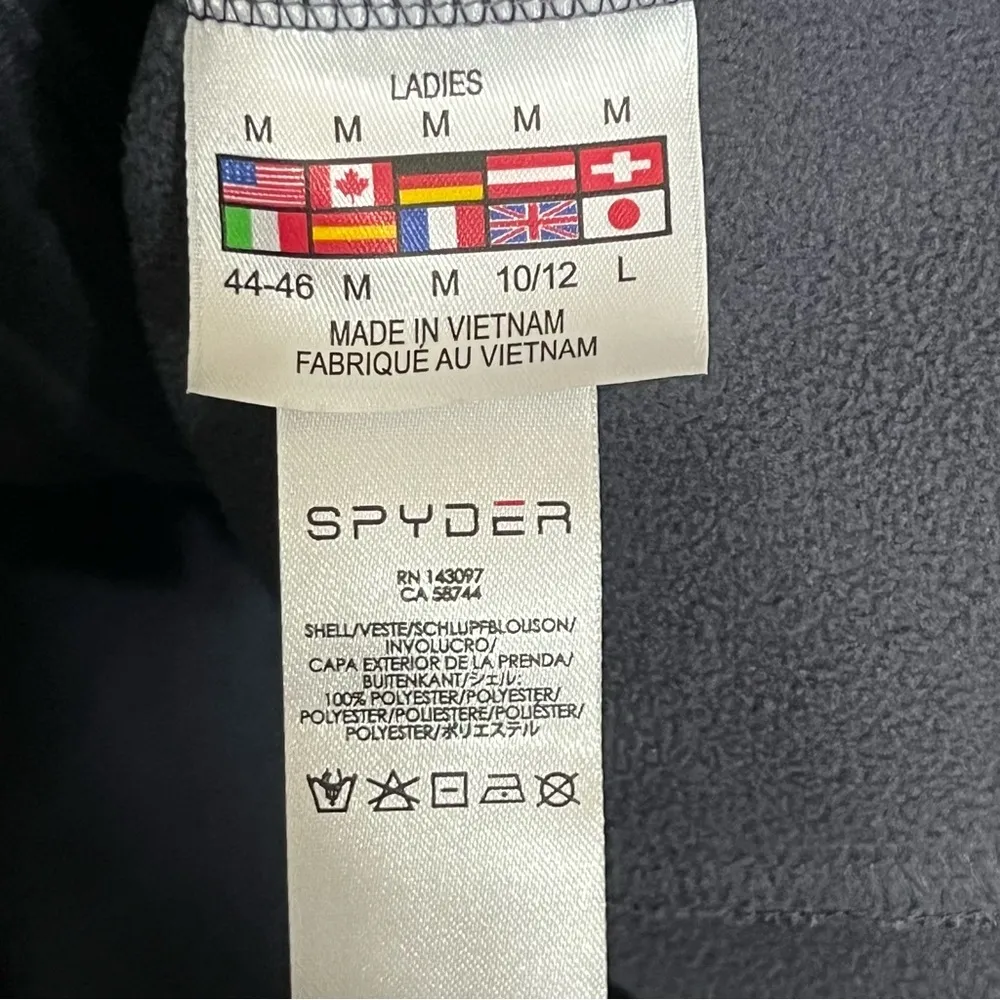 LADIES
M M M M M
44-46 M M 10/12 L
MADE IN VIETNAM
FABRIQUÉ AU VIETNAM
SPYDER
RN 143097
CA 58744
SHELL/VESTE/SCHLUPFBLOUSON/
INVOLUCRO/
CAPA EXTERIOR DE LA PRENDA/
BUITENKANT/シェル:
100% POLYESTER/POLYESTER/
POLYESTER/POLIESTERE/POLIÉSTER/
POLYESTER/ポリエステル